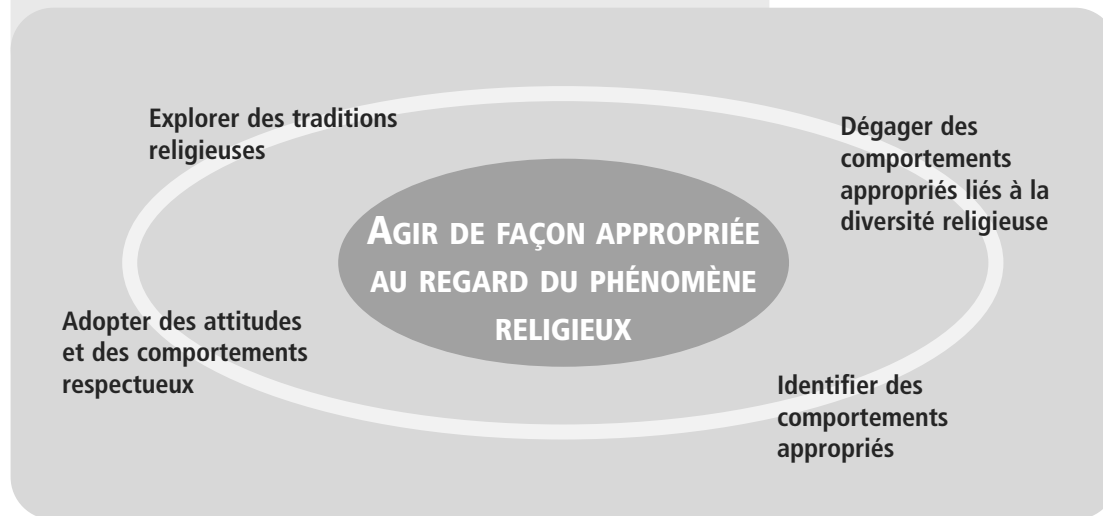 Explorer des traditions
religieuses
Dégager des
comportements
appropriés liés à la
diversité religieuse
AGIR DE FAÇON APPROPRIÉE
AU REGARD DU PHÉNOMÈNE
RELIGIEUX
Adopter des attitudes
et des comportements
respectueux
Identifier des
comportements
appropriés